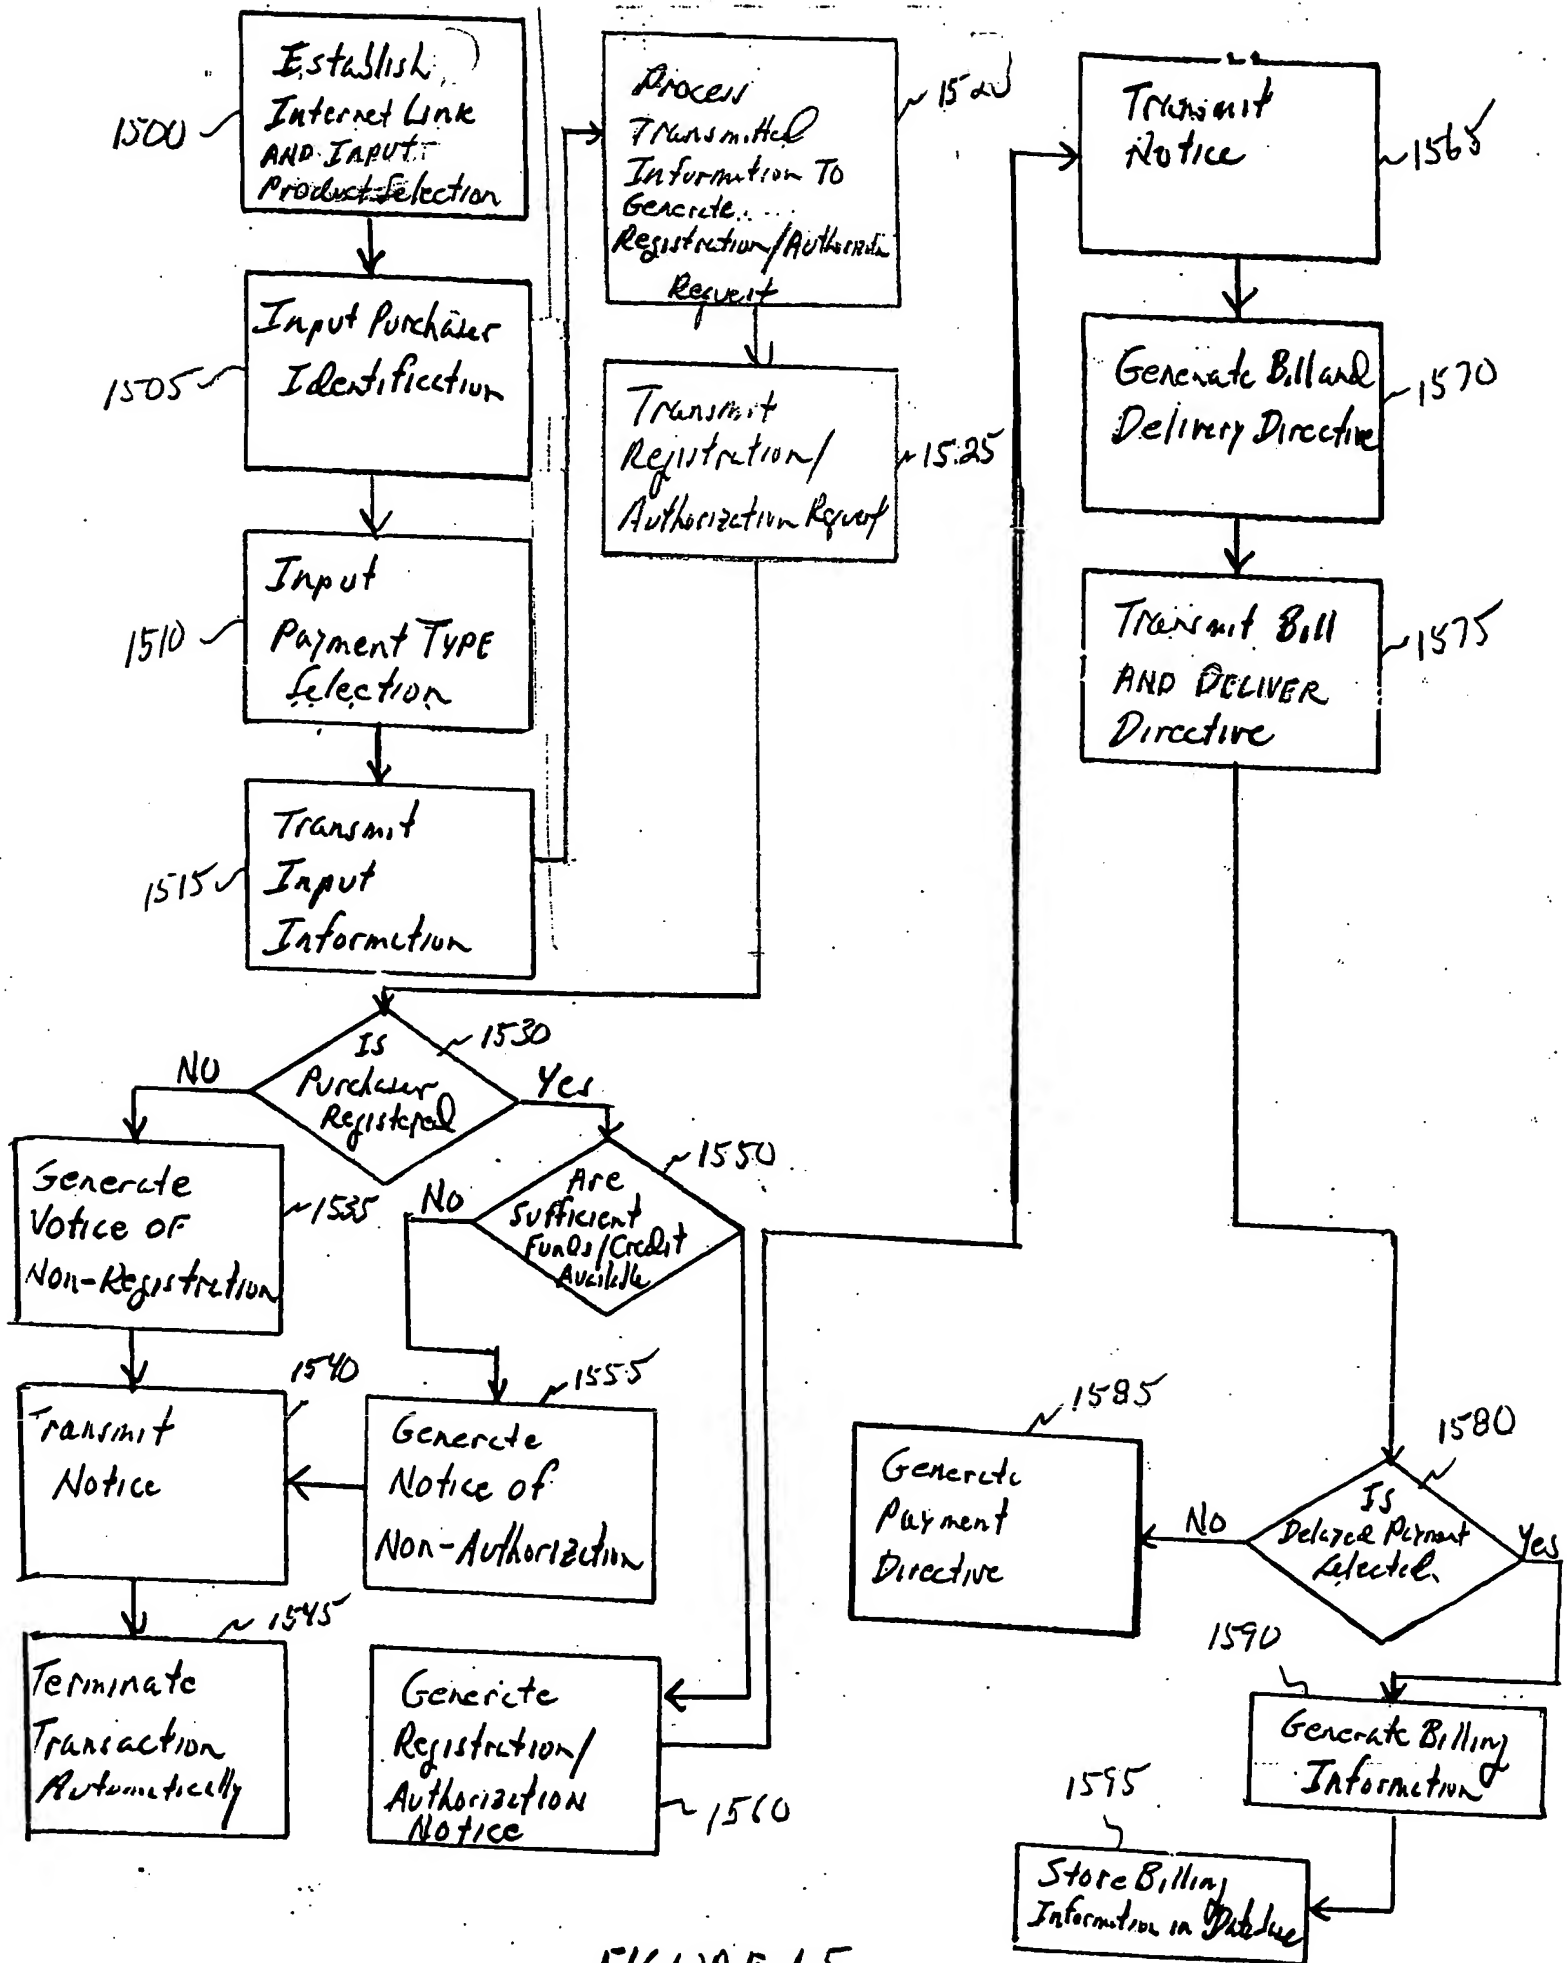 Establish
Internet Link
AND INPUT
Product Selection
1500
Input Purchaser
Identification
1505
Input
Payment TYPE
Selection
1510
Transmit
Input
Information
1515
Process
Transmitted
Information To
Generate
Registration/Authorization
Request
1520
Transmit
Registration/
Authorization Request
1525
Is
Purchaser
Registered
1530
NO
Yes
Generate
Votice OF
Non-Registration
1535
Transmit
Notice
1540
Terminate
Transaction
Automatically
1545
Are
Sufficient
Funds/Credit
Available
1550
No
Generate
Notice of
Non-Authorization
1555
Generate
Registration/
Authorization
Notice
1560
Transmit
Notice
1565
Generate Bill and
Delivery Directive
1570
Transmit Bill
AND DELIVER
Directive
1575
Is
Delayed Payment
Selected
1580
No
Yes
Generate
Payment
Directive
1585
1590
Generate Billing
Information
1595
Store Billing
Information in Database
FIGURE 15